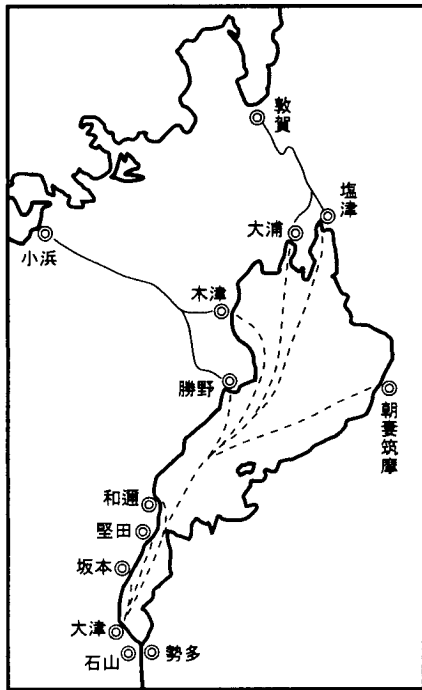 敦賀
塩津
大浦
小浜
木津
勝野
朝妻筑摩
和邇
堅田
坂本
大津
石山
勢多